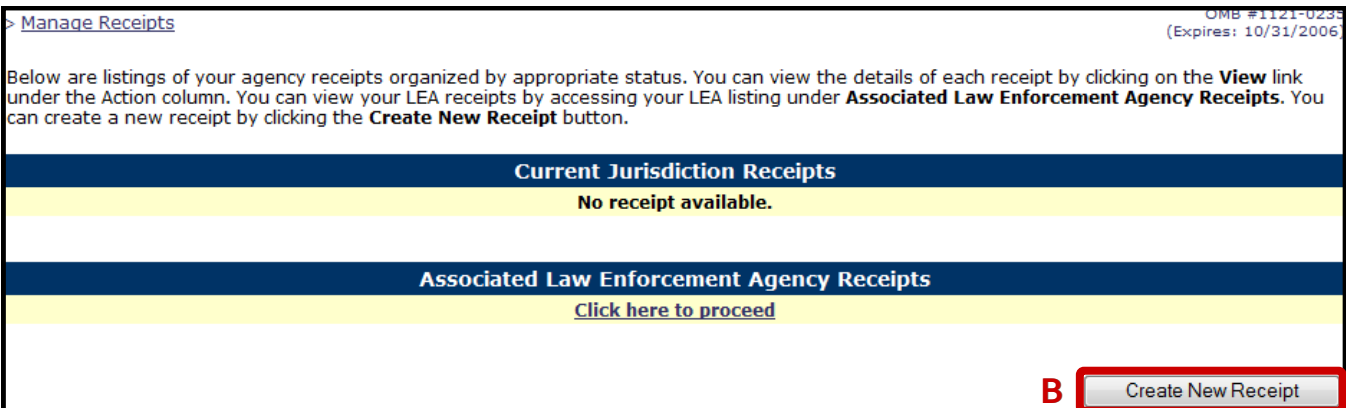 > Manage Receipts
OMB #1121-0235
(Expires: 10/31/2006)
Below are listings of your agency receipts organized by appropriate status. You can view the details of each receipt by clicking on the View link
under the Action column. You can view your LEA receipts by accessing your LEA listing under Associated Law Enforcement Agency Receipts. You
can create a new receipt by clicking the Create New Receipt button.
Current Jurisdiction Receipts
No receipt available.
Associated Law Enforcement Agency Receipts
Click here to proceed
B Create New Receipt